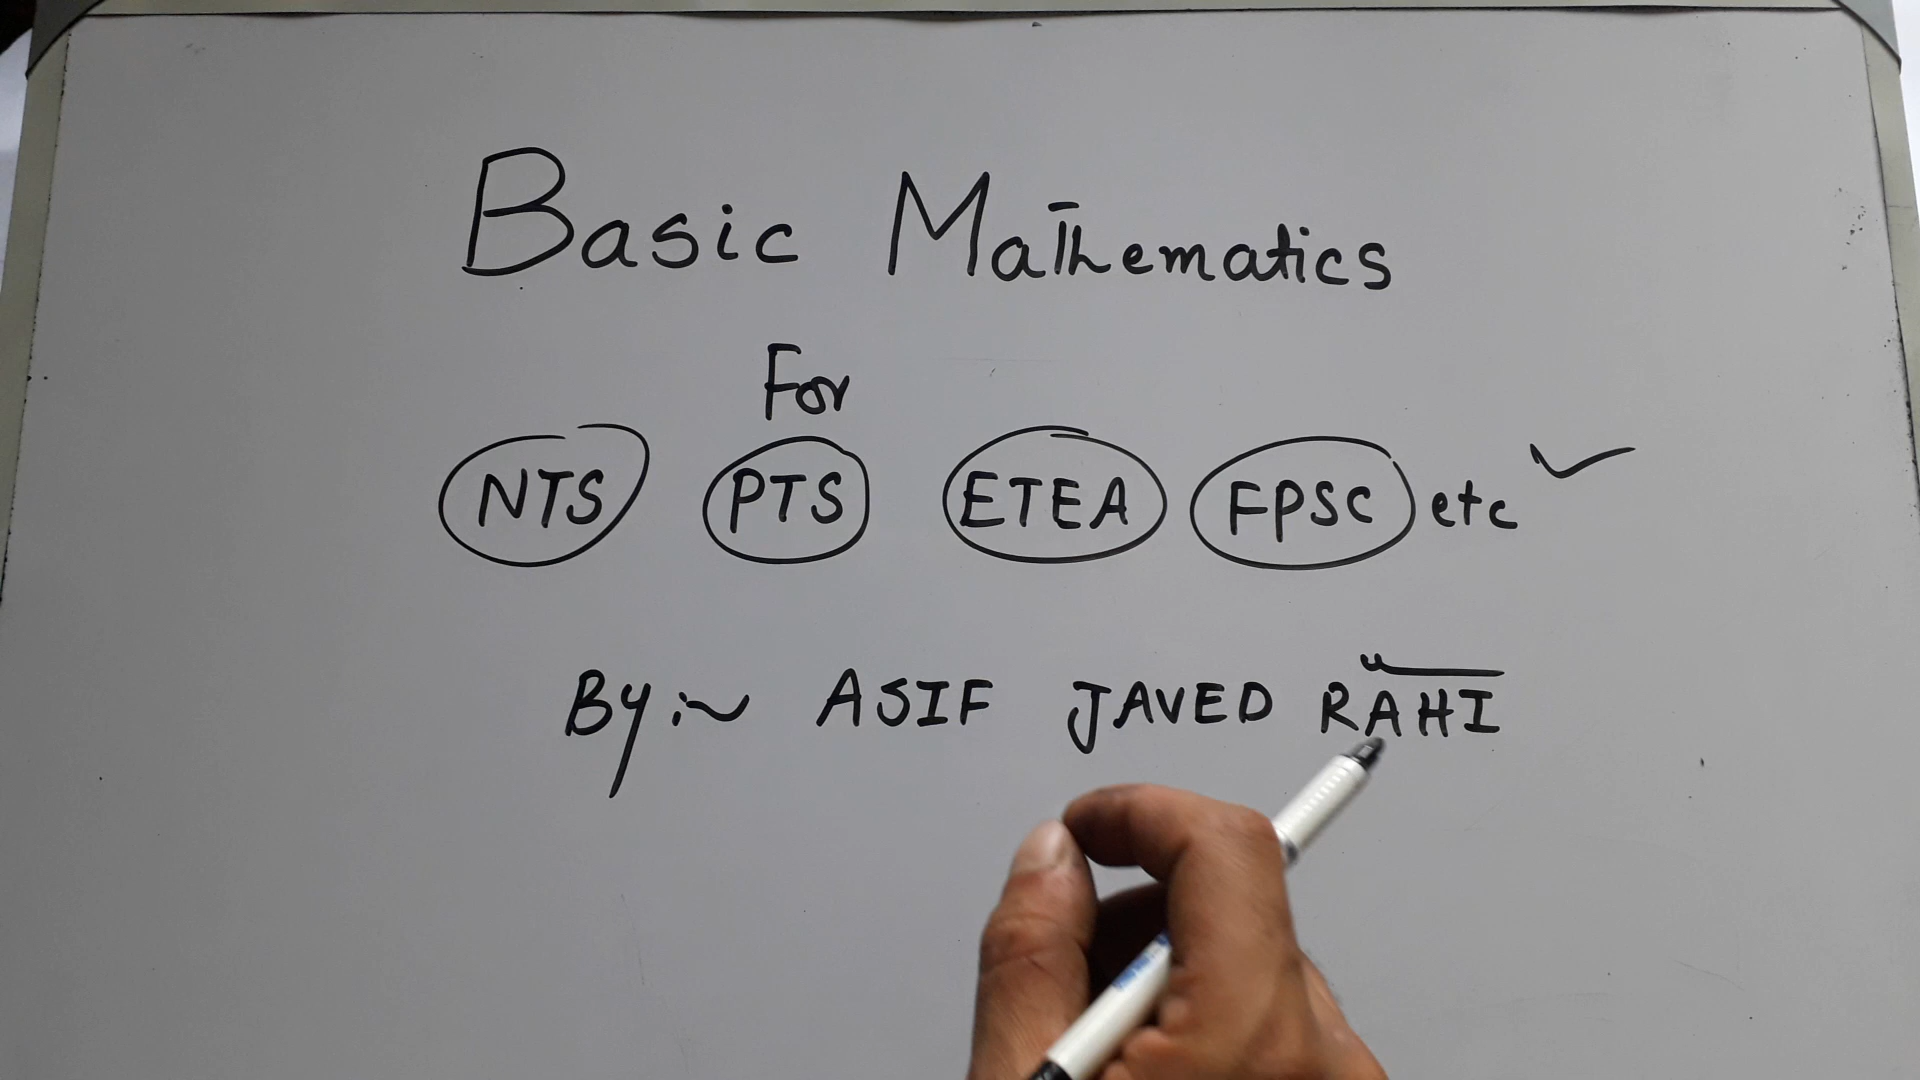 Basic Mathematics
For
NTS PTS ETEA FPSC etc
By:~ ASIF JAVED RAHI